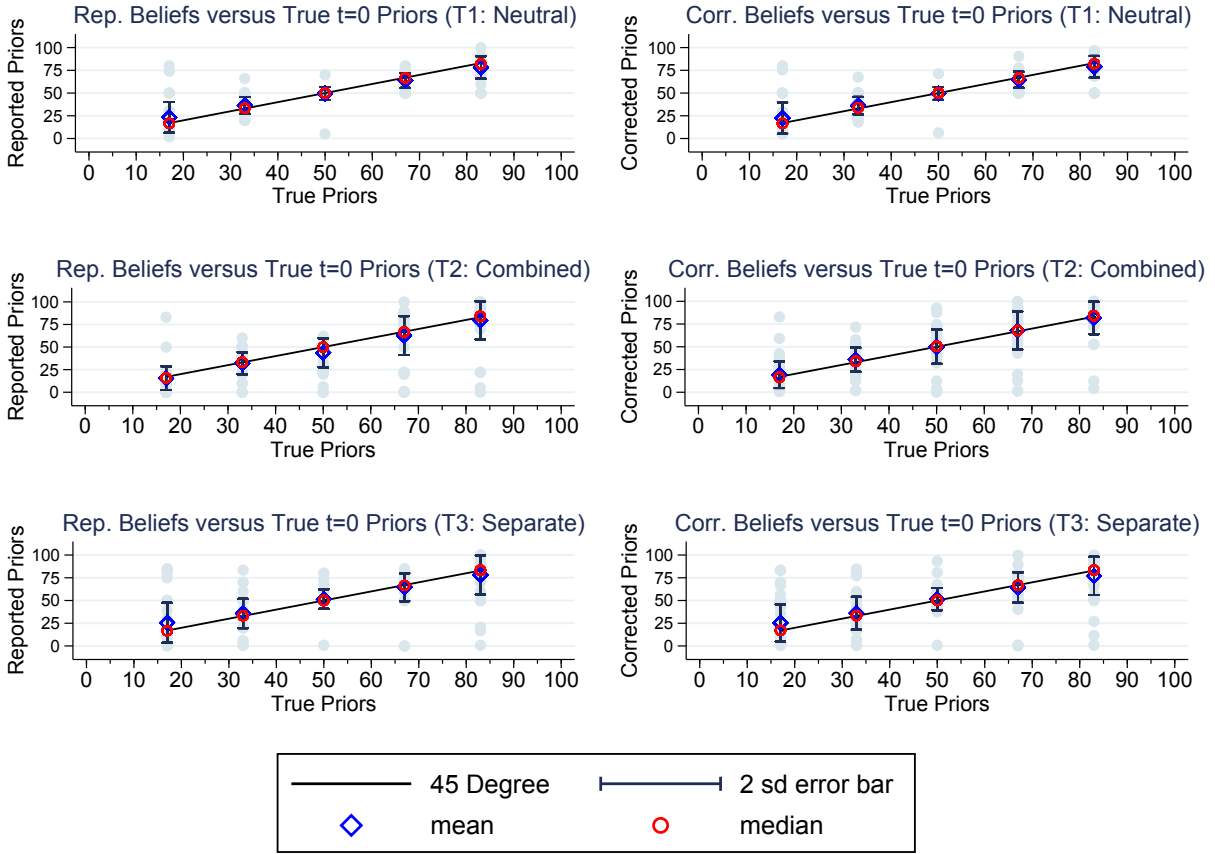 Rep. Beliefs versus True t=0 Priors (T1: Neutral)
Reported Priors
100
75
50
25
0
0 10 20 30 40 50 60 70 80 90 100
True Priors
Corr. Beliefs versus True t=0 Priors (T1: Neutral)
Corrected Priors
100
75
50
25
0
0 10 20 30 40 50 60 70 80 90 100
True Priors
Rep. Beliefs versus True t=0 Priors (T2: Combined)
Reported Priors
100
75
50
25
0
0 10 20 30 40 50 60 70 80 90 100
True Priors
Corr. Beliefs versus True t=0 Priors (T2: Combined)
Corrected Priors
100
75
50
25
0
0 10 20 30 40 50 60 70 80 90 100
True Priors
Rep. Beliefs versus True t=0 Priors (T3: Separate)
Reported Priors
100
75
50
25
0
0 10 20 30 40 50 60 70 80 90 100
True Priors
Corr. Beliefs versus True t=0 Priors (T3: Separate)
Corrected Priors
100
75
50
25
0
0 10 20 30 40 50 60 70 80 90 100
True Priors
45 Degree 2 sd error bar
mean median